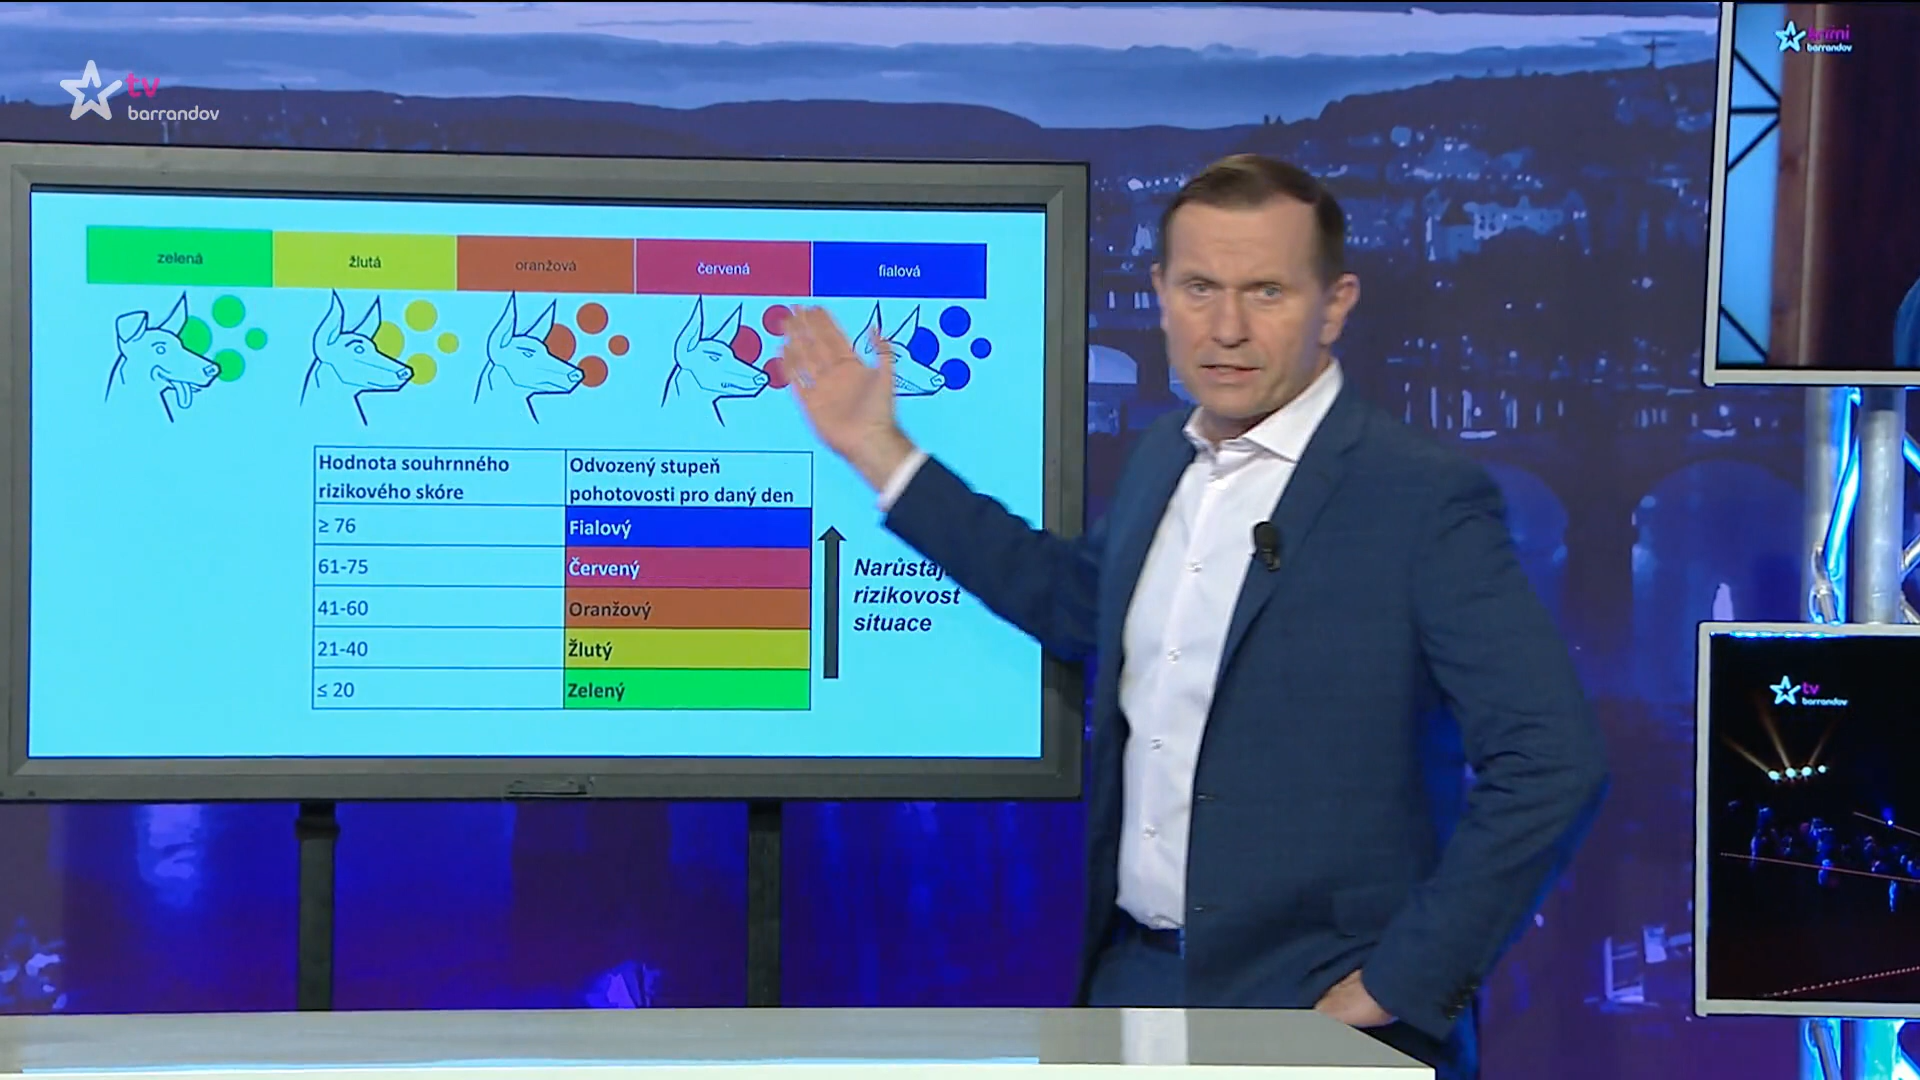 tv
barrandov
krimi
barrandov
zelená
žlutá
oranžová
červená
fialová
Hodnota souhrnného
rizikového skóre
Odvozený stupeň
pohotovosti pro daný den
≥ 76
Fialový
61-75
Červený
41-60
Oranžový
21-40
Žlutý
≤ 20
Zelený
rizikovost
situace
tv
barrandov